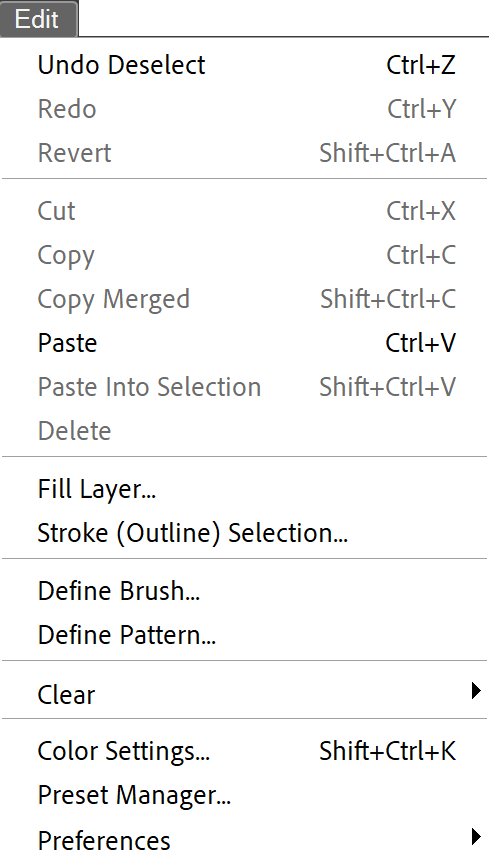 Edit
Undo Deselect Ctrl+Z
Redo Ctrl+Y
Revert Shift+Ctrl+A
Cut Ctrl+X
Copy Ctrl+C
Copy Merged Shift+Ctrl+C
Paste Ctrl+V
Paste Into Selection Shift+Ctrl+V
Delete
Fill Layer...
Stroke (Outline) Selection...
Define Brush...
Define Pattern...
Clear
Color Settings... Shift+Ctrl+K
Preset Manager...
Preferences